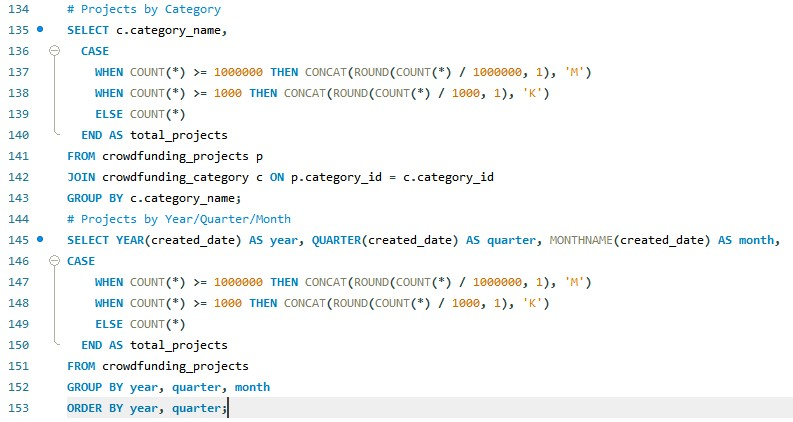 134 # Projects by Category
135 SELECT c.category_name,
136 CASE
137 WHEN COUNT(*) >= 1000000 THEN CONCAT(ROUND(COUNT(*) / 1000000, 1), 'M')
138 WHEN COUNT(*) >= 1000 THEN CONCAT(ROUND(COUNT(*) / 1000, 1), 'K')
139 ELSE COUNT(*)
140 END AS total_projects
141 FROM crowdfunding_projects p
142 JOIN crowdfunding_category c ON p.category_id = c.category_id
143 GROUP BY c.category_name;
144 # Projects by Year/Quarter/Month
145 SELECT YEAR(created_date) AS year, QUARTER(created_date) AS quarter, MONTHNAME(created_date) AS month,
146 CASE
147 WHEN COUNT(*) >= 1000000 THEN CONCAT(ROUND(COUNT(*) / 1000000, 1), 'M')
148 WHEN COUNT(*) >= 1000 THEN CONCAT(ROUND(COUNT(*) / 1000, 1), 'K')
149 ELSE COUNT(*)
150 END AS total_projects
151 FROM crowdfunding_projects
152 GROUP BY year, quarter, month
153 ORDER BY year, quarter;